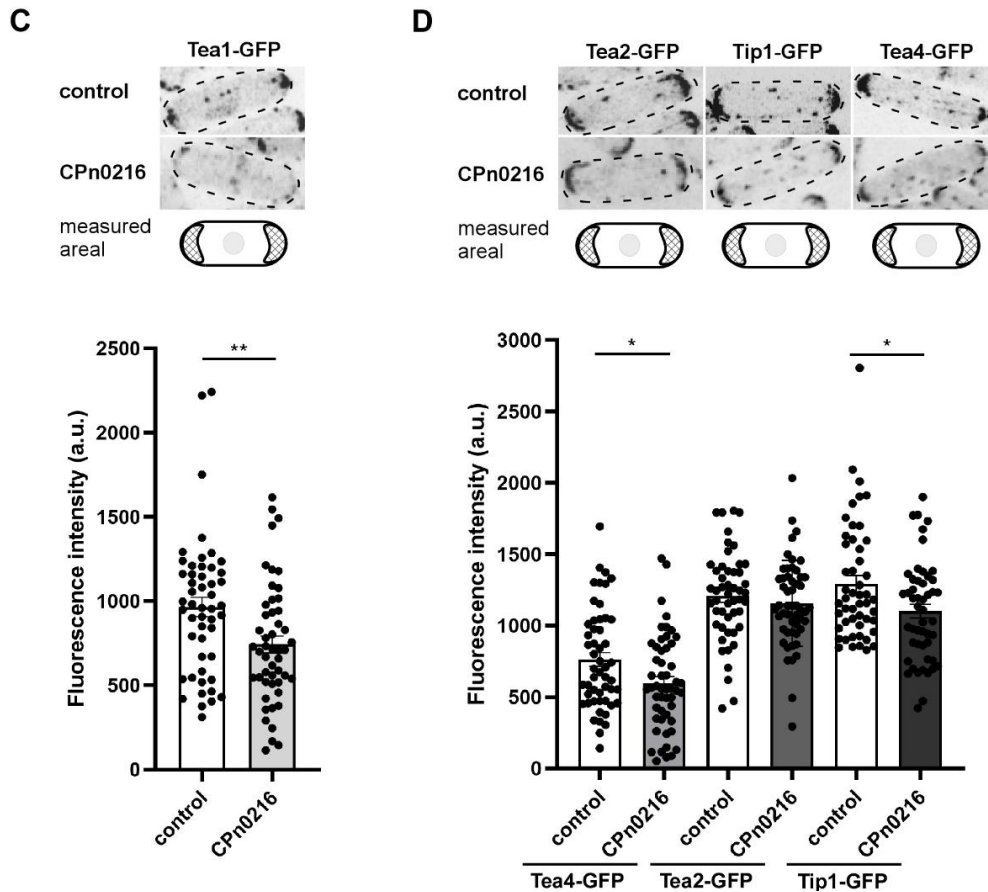 C
Tea1-GFP
control
CPn0216
measured
areal
2500
2000
1500
1000
500
0
Fluorescence intensity (a.u.)
**
control
CPn0216
D
Tea2-GFP Tip1-GFP Tea4-GFP
control
CPn0216
measured
areal
3000
2500
2000
1500
1000
500
0
Fluorescence intensity (a.u.)
* *
control CPn0216 control CPn0216 control CPn0216
Tea4-GFP Tea2-GFP Tip1-GFP